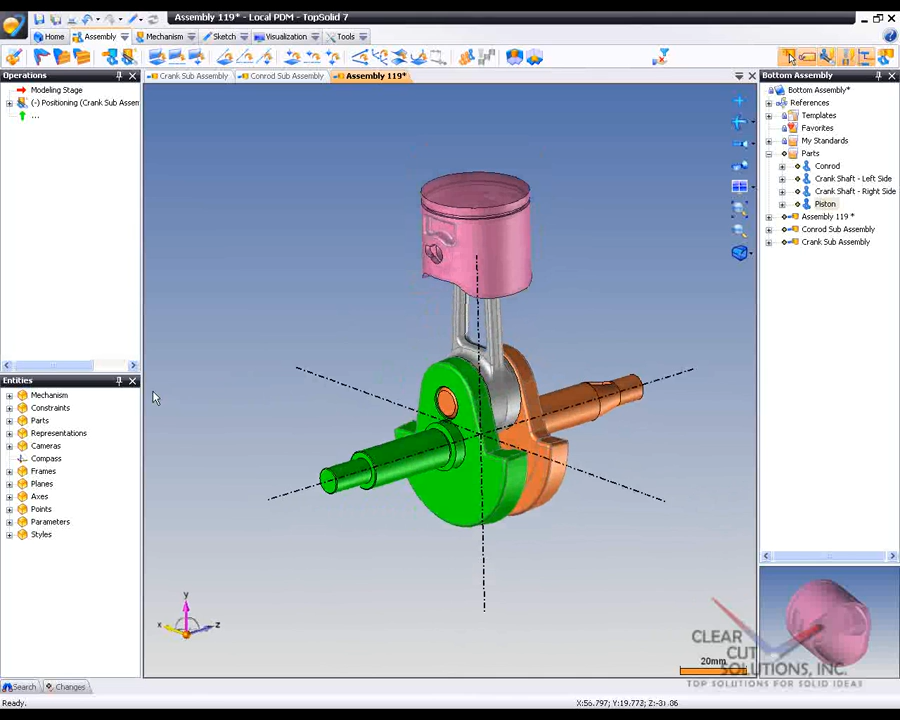 Assembly 119* - Local PDM - TopSolid 7
Home
Assembly
Mechanism
Sketch
Visualization
Tools
Operations
Crank Sub Assembly
Conrod Sub Assembly
Assembly 119*
Bottom Assembly
Modeling Stage
(-) Positioning (Crank Sub Assem
...
Bottom Assembly*
References
Templates
Favorites
My Standards
Parts
Conrod
Crank Shaft - Left Side
Crank Shaft - Right Side
Piston
Assembly 119 *
Conrod Sub Assembly
Crank Sub Assembly
Entities
Mechanism
Constraints
Parts
Representations
Cameras
Compass
Frames
Planes
Axes
Points
Parameters
Styles
y
x
z
20mm
CLEAR
CUT
SOLUTIONS, INC.
TOP SOLUTIONS FOR SOLID IDEAS
Search
Changes
Ready.